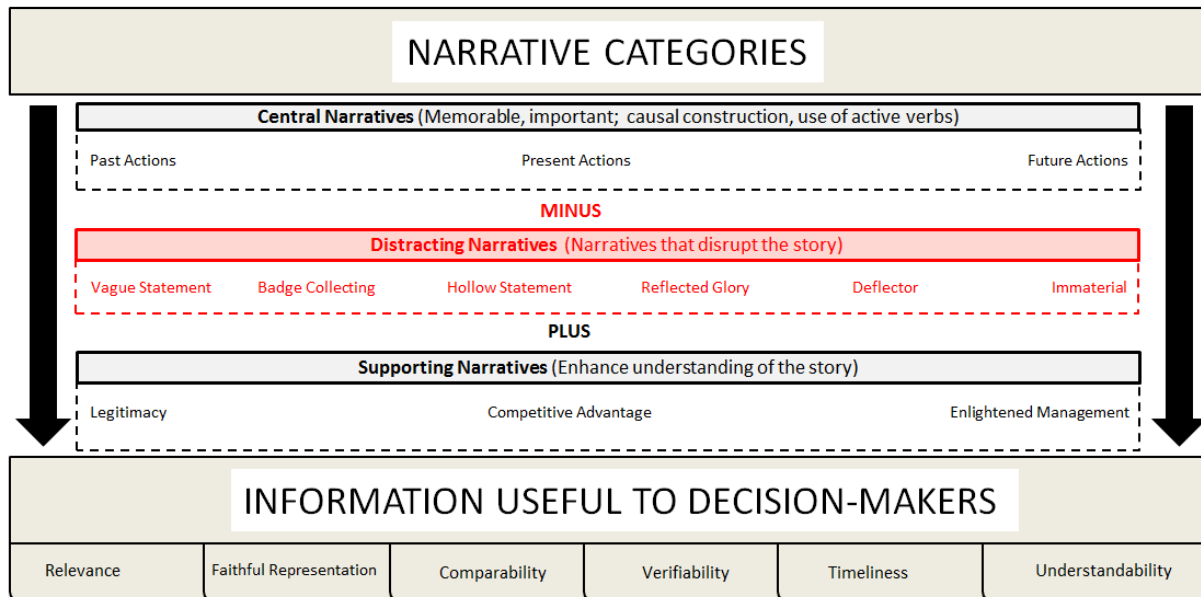 NARRATIVE CATEGORIES
Central Narratives (Memorable, important; causal construction, use of active verbs)
Past Actions Present Actions Future Actions
MINUS
Distracting Narratives (Narratives that disrupt the story)
Vague Statement Badge Collecting Hollow Statement Reflected Glory Deflector Immaterial
PLUS
Supporting Narratives (Enhance understanding of the story)
Legitimacy Competitive Advantage Enlightened Management
INFORMATION USEFUL TO DECISION-MAKERS
Relevance Faithful Representation Comparability Verifiability Timeliness Understandability